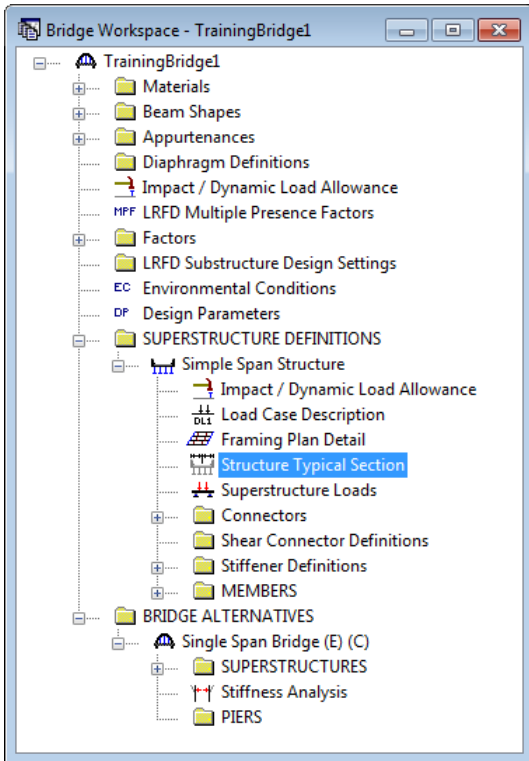 Bridge Workspace - TrainingBridge1
TrainingBridge1
Materials
Beam Shapes
Appurtenances
Diaphragm Definitions
Impact / Dynamic Load Allowance
MPF LRFD Multiple Presence Factors
Factors
LRFD Substructure Design Settings
EC Environmental Conditions
DP Design Parameters
SUPERSTRUCTURE DEFINITIONS
Simple Span Structure
Impact / Dynamic Load Allowance
DL1 Load Case Description
Framing Plan Detail
Structure Typical Section
Superstructure Loads
Connectors
Shear Connector Definitions
Stiffener Definitions
MEMBERS
BRIDGE ALTERNATIVES
Single Span Bridge (E) (C)
SUPERSTRUCTURES
Stiffness Analysis
PIERS